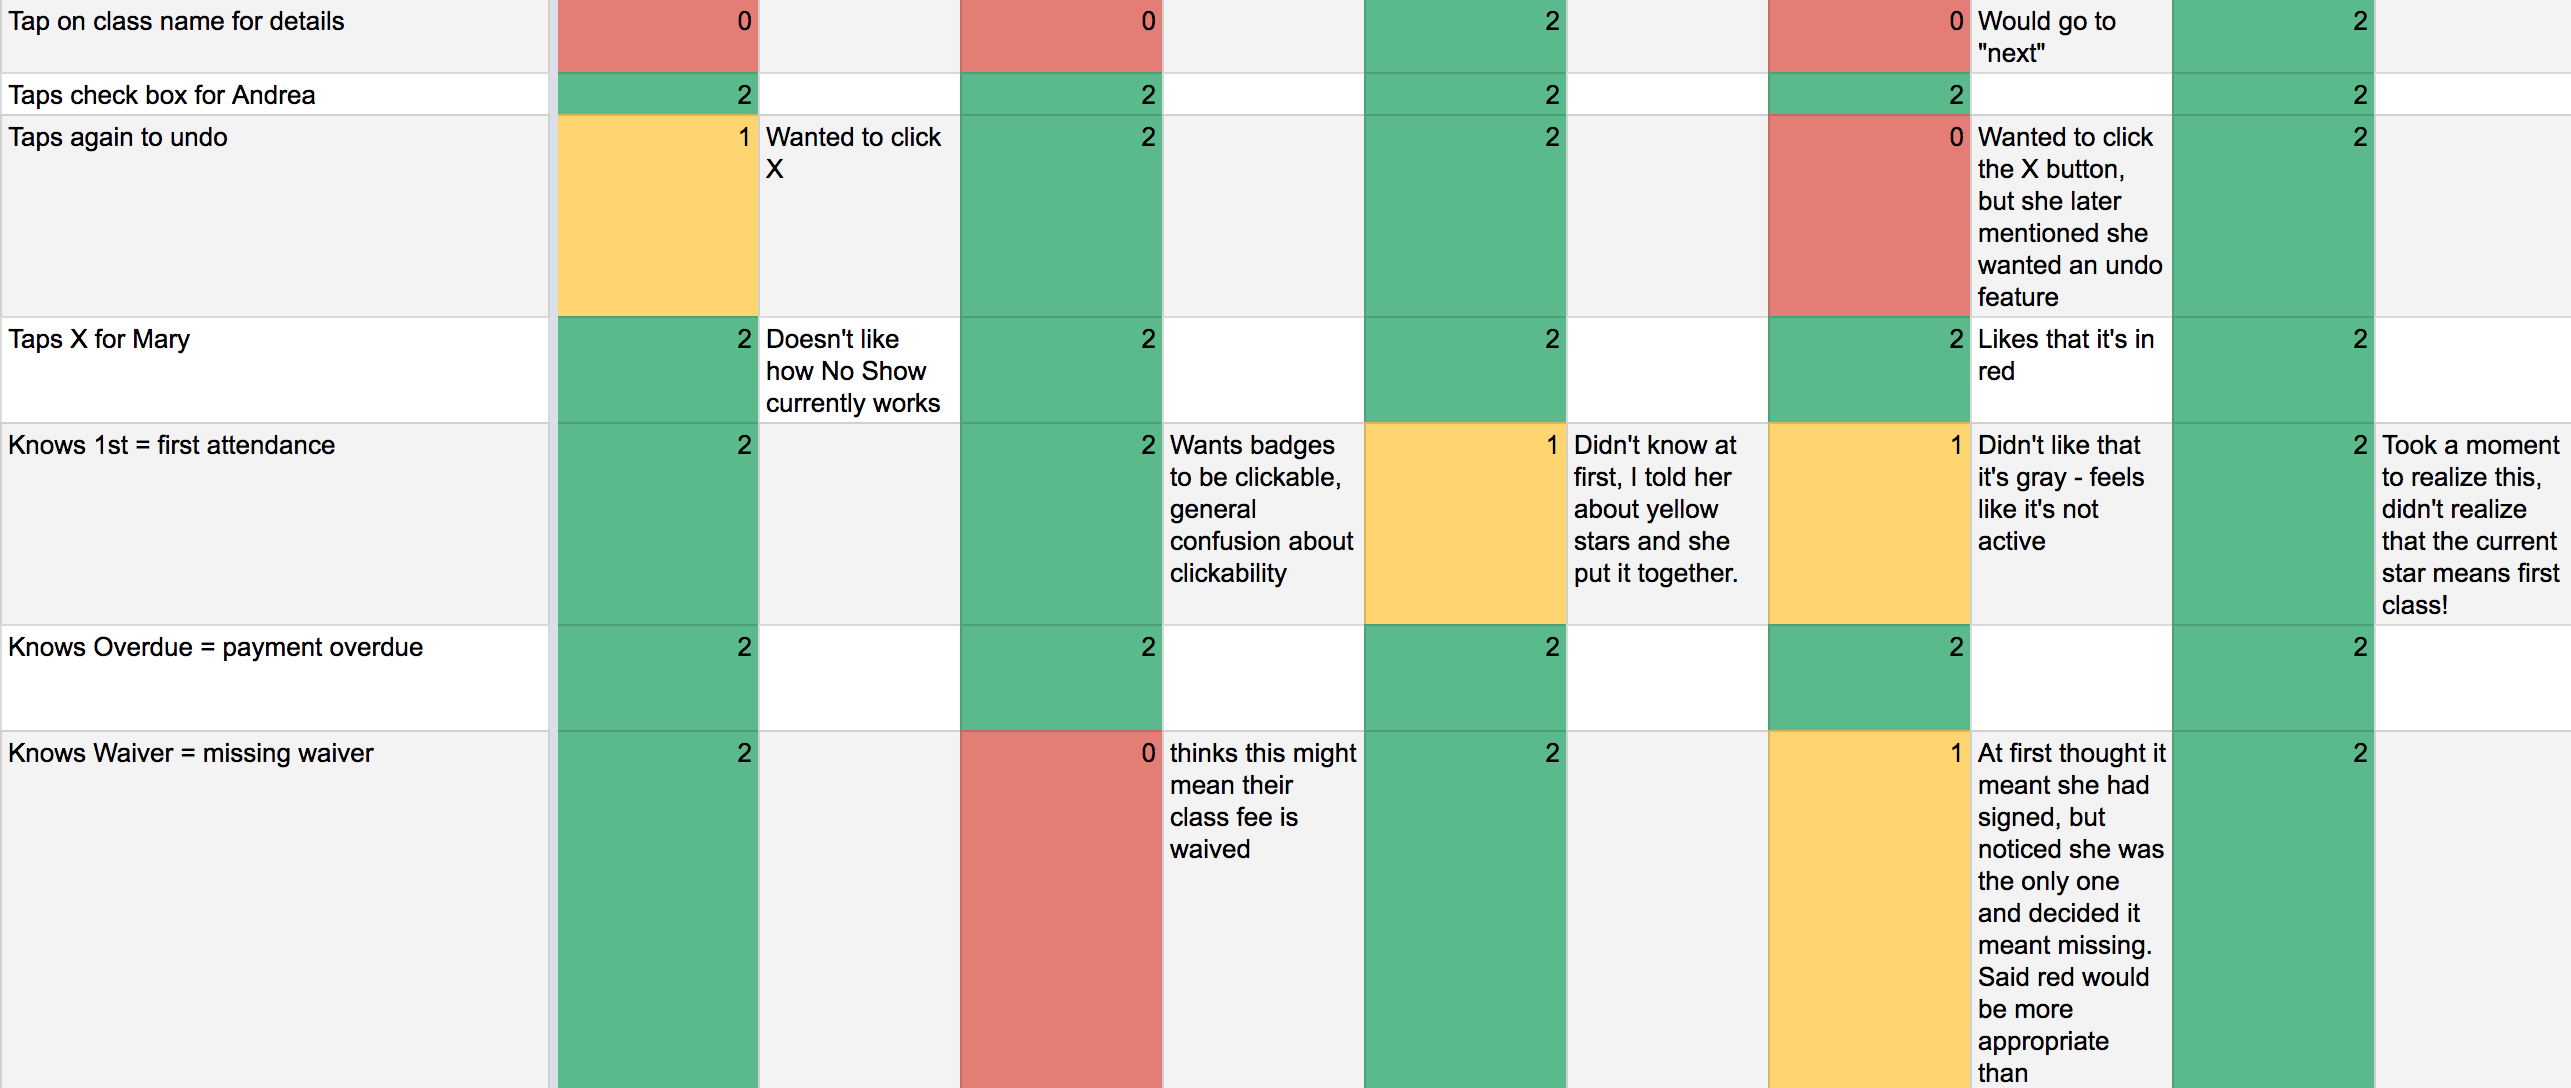 Tap on class name for details
0
0
2
0
Would go to
"next"
2
Taps check box for Andrea
2
2
2
2
2
Taps again to undo
1
Wanted to click
X
2
2
0
Wanted to click
the X button,
but she later
mentioned she
wanted an undo
feature
2
Taps X for Mary
2
Doesn't like
how No Show
currently works
2
2
2
Likes that it's in
red
2
Knows 1st = first attendance
2
2
Wants badges
to be clickable,
general
confusion about
clickability
1
Didn't know at
first, I told her
about yellow
stars and she
put it together.
1
Didn't like that
it's gray - feels
like it's not
active
2
Took a moment
to realize this,
didn't realize
that the current
star means first
class!
Knows Overdue = payment overdue
2
2
2
2
2
Knows Waiver = missing waiver
2
0
thinks this might
mean their
class fee is
waived
2
1
At first thought it
meant she had
signed, but
noticed she was
the only one
and decided it
meant missing.
Said red would
be more
appropriate
than
2